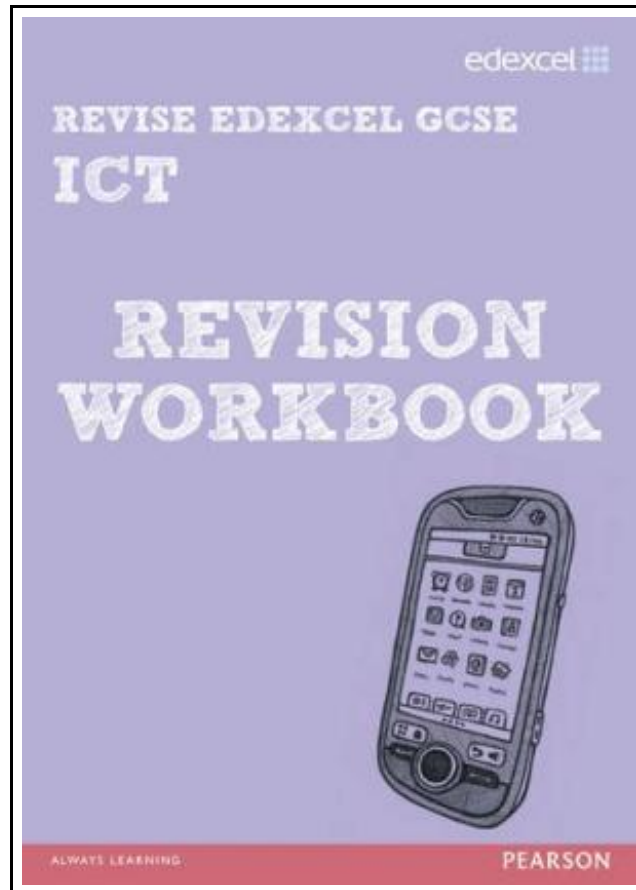 edexcel
REVISE EDEXCEL GCSE
ICT
REVISION
WORKBOOK
ALWAYS LEARNING
PEARSON